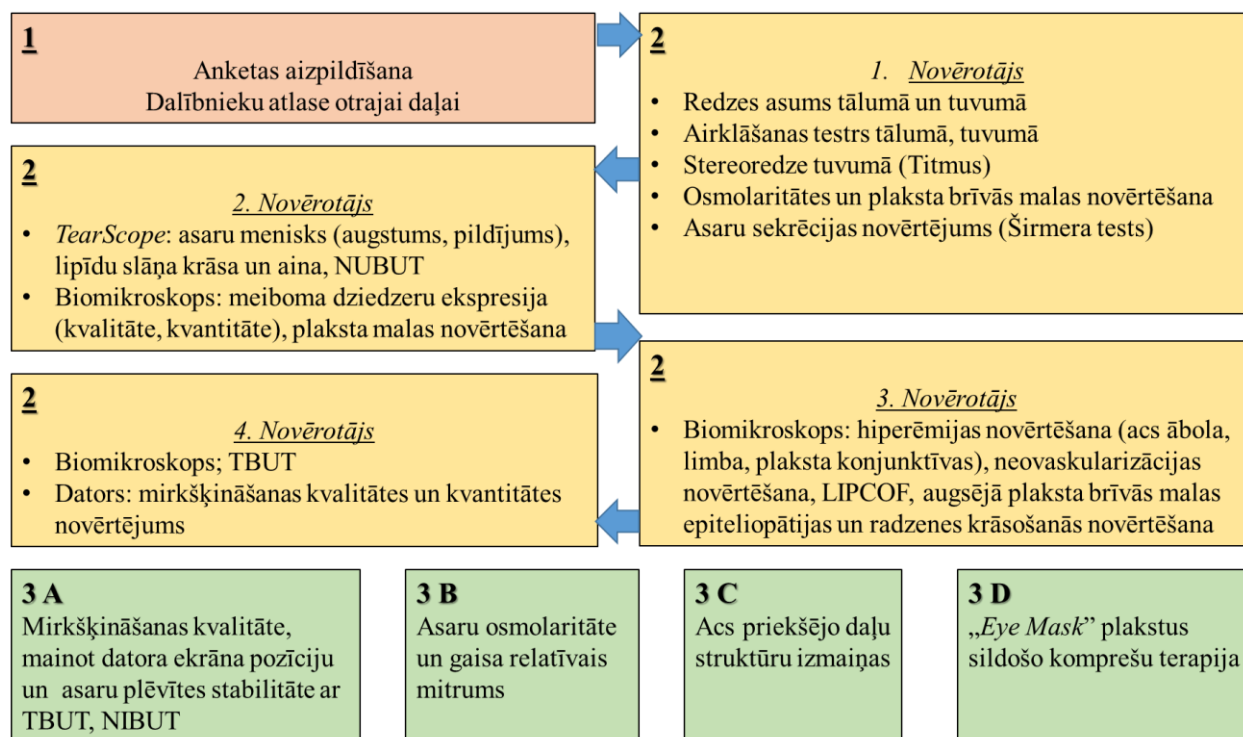 1
Anketas aizpildīšana
Dalībnieku atlase otrajai daļai
2
1. Novērotājs
• Redzes asums tālumā un tuvumā
• Airklāšanas testrs tālumā, tuvumā
• Stereoredze tuvumā (Titmus)
• Osmolaritātes un plaksta brīvās malas novērtēšana
• Asaru sekrēcijas novērtējums (Širmera tests)
2
2. Novērotājs
• TearScope: asaru menisks (augstums, pildījums),
lipīdu slāņa krāsa un aina, NUBUT
• Biomikroskops: meiboma dziedzeru ekspresija
(kvalitāte, kvantitāte), plaksta malas novērtēšana
2
3. Novērotājs
• Biomikroskops: hiperēmijas novērtēšana (acs ābola,
limba, plaksta konjunktīvas), neovaskularizācijas
novērtēšana, LIPCOF, augsējā plaksta brīvās malas
epiteliopātijas un radzenes krāsošanās novērtēšana
2
4. Novērotājs
• Biomikroskops; TBUT
• Dators: mirkšķināšanas kvalitātes un kvantitātes
novērtējums
3 A
Mirkšķināšanas kvalitāte,
mainot datora ekrāna pozīciju
un asaru plēvītes stabilitāte ar
TBUT, NIBUT
3 B
Asaru osmolaritāte
un gaisa relatīvais
mitrums
3 C
Acs priekšējo daļu
struktūru izmaiņas
3 D
„Eye Mask” plakstus
sildošo komprešu terapija